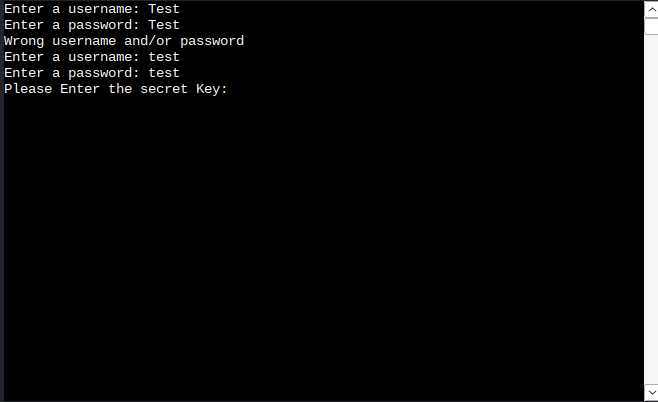 Enter a username: Test
Enter a password: Test
Wrong username and/or password
Enter a username: test
Enter a password: test
Please Enter the secret Key: